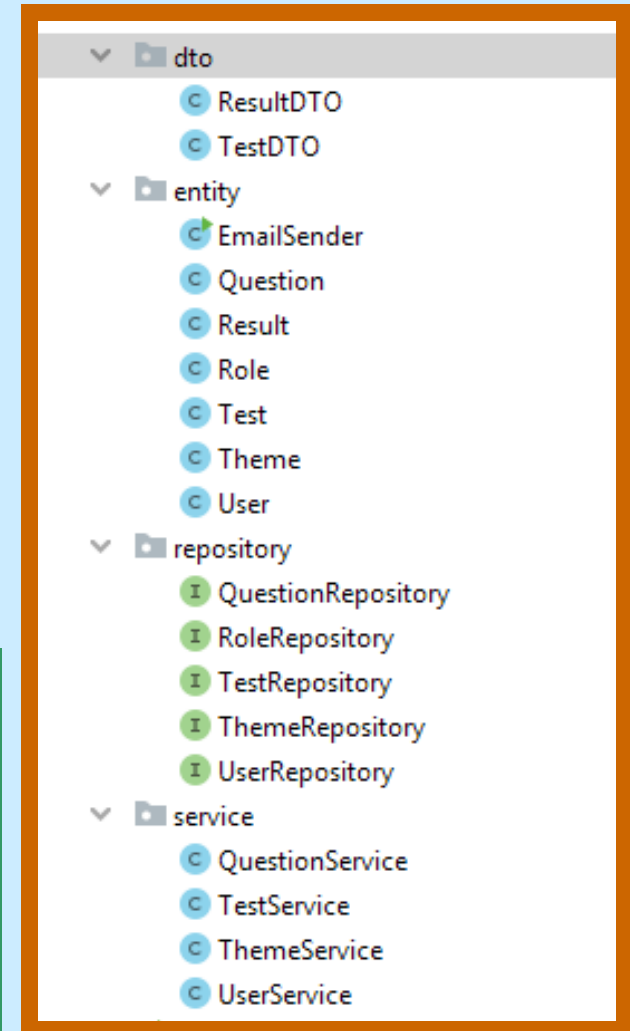 dto
C ResultDTO
C TestDTO
entity
C EmailSender
C Question
C Result
C Role
C Test
C Theme
C User
repository
I QuestionRepository
I RoleRepository
I TestRepository
I ThemeRepository
I UserRepository
service
C QuestionService
C TestService
C ThemeService
C UserService